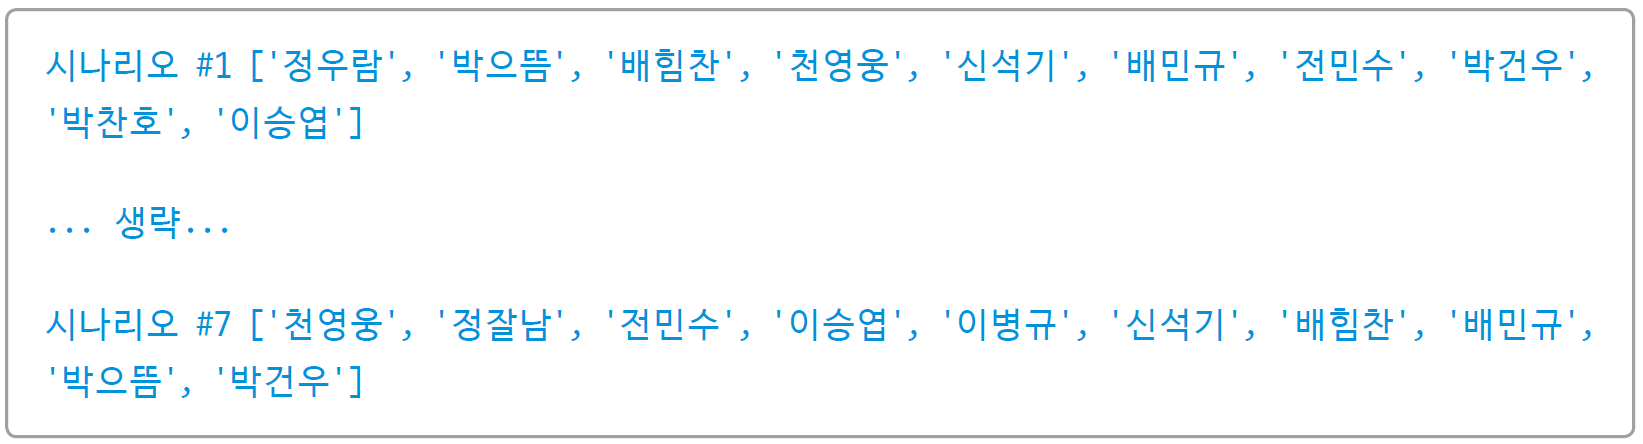 시나리오 #1 ['정우람', '박으뜸', '배힘찬', '천영웅', '신석기', '배민규', '전민수', '박건우',
'박찬호', '이승엽']
... 생략...
시나리오 #7 ['천영웅', '정잘남', '전민수', '이승엽', '이병규', '신석기', '배힘찬', '배민규',
'박으뜸', '박건우']